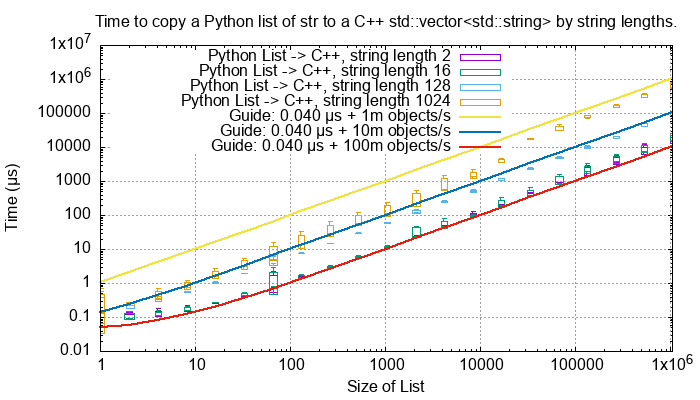 Time to copy a Python list of str to a C++ std::vector<std::string> by string lengths.
Python List -> C++, string length 2
Python List -> C++, string length 16
Python List -> C++, string length 128
Python List -> C++, string length 1024
Guide: 0.040 µs + 1m objects/s
Guide: 0.040 µs + 10m objects/s
Guide: 0.040 µs + 100m objects/s
Time (µs)
1x10⁷
1x10⁶
100000
10000
1000
100
10
1
0.1
0.01
1 10 100 1000 10000 100000 1x10⁶
Size of List